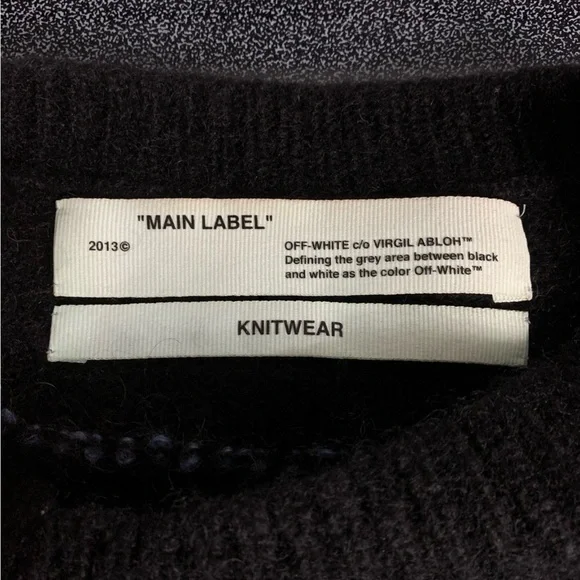 "MAIN LABEL"
2013©
OFF-WHITE c/o VIRGIL ABLOH™
Defining the grey area between black
and white as the color Off-White™
KNITWEAR